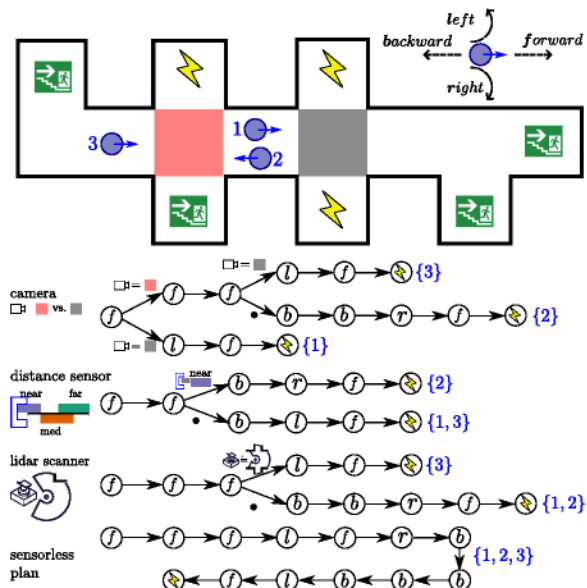 left
backward forward
right
1
3
2
= l f {3}
camera = f f
vs. f b b r f {2}
= l f {1}
distance sensor near b r f {2}
near far f f
med b l f {1, 3}
lidar scanner = l f {3}
f f f
b b r f {1, 2}
f f f l f r b
sensorless {1, 2, 3}
plan f l b b